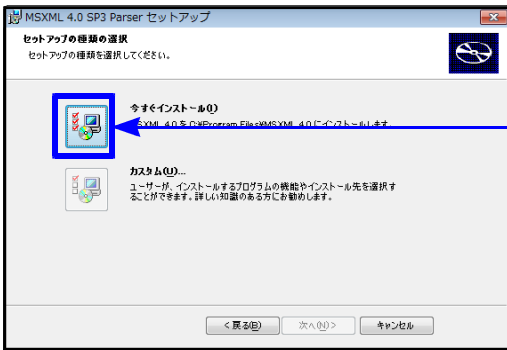 MSXML 4.0 SP3 Parser セットアップ
セットアップの種類の選択
セットアップの種類を選択してください。
今すぐインストール(I)
MSXML 4.0 を C:¥Program Files¥MSXML 4.0 にインストールします。
カスタム(U)...
ユーザーが、インストールするプログラムの機能やインストール先を選択す
ることができます。詳しい知識のある方にお勧めします。
< 戻る(B)
次へ(N) >
キャンセル